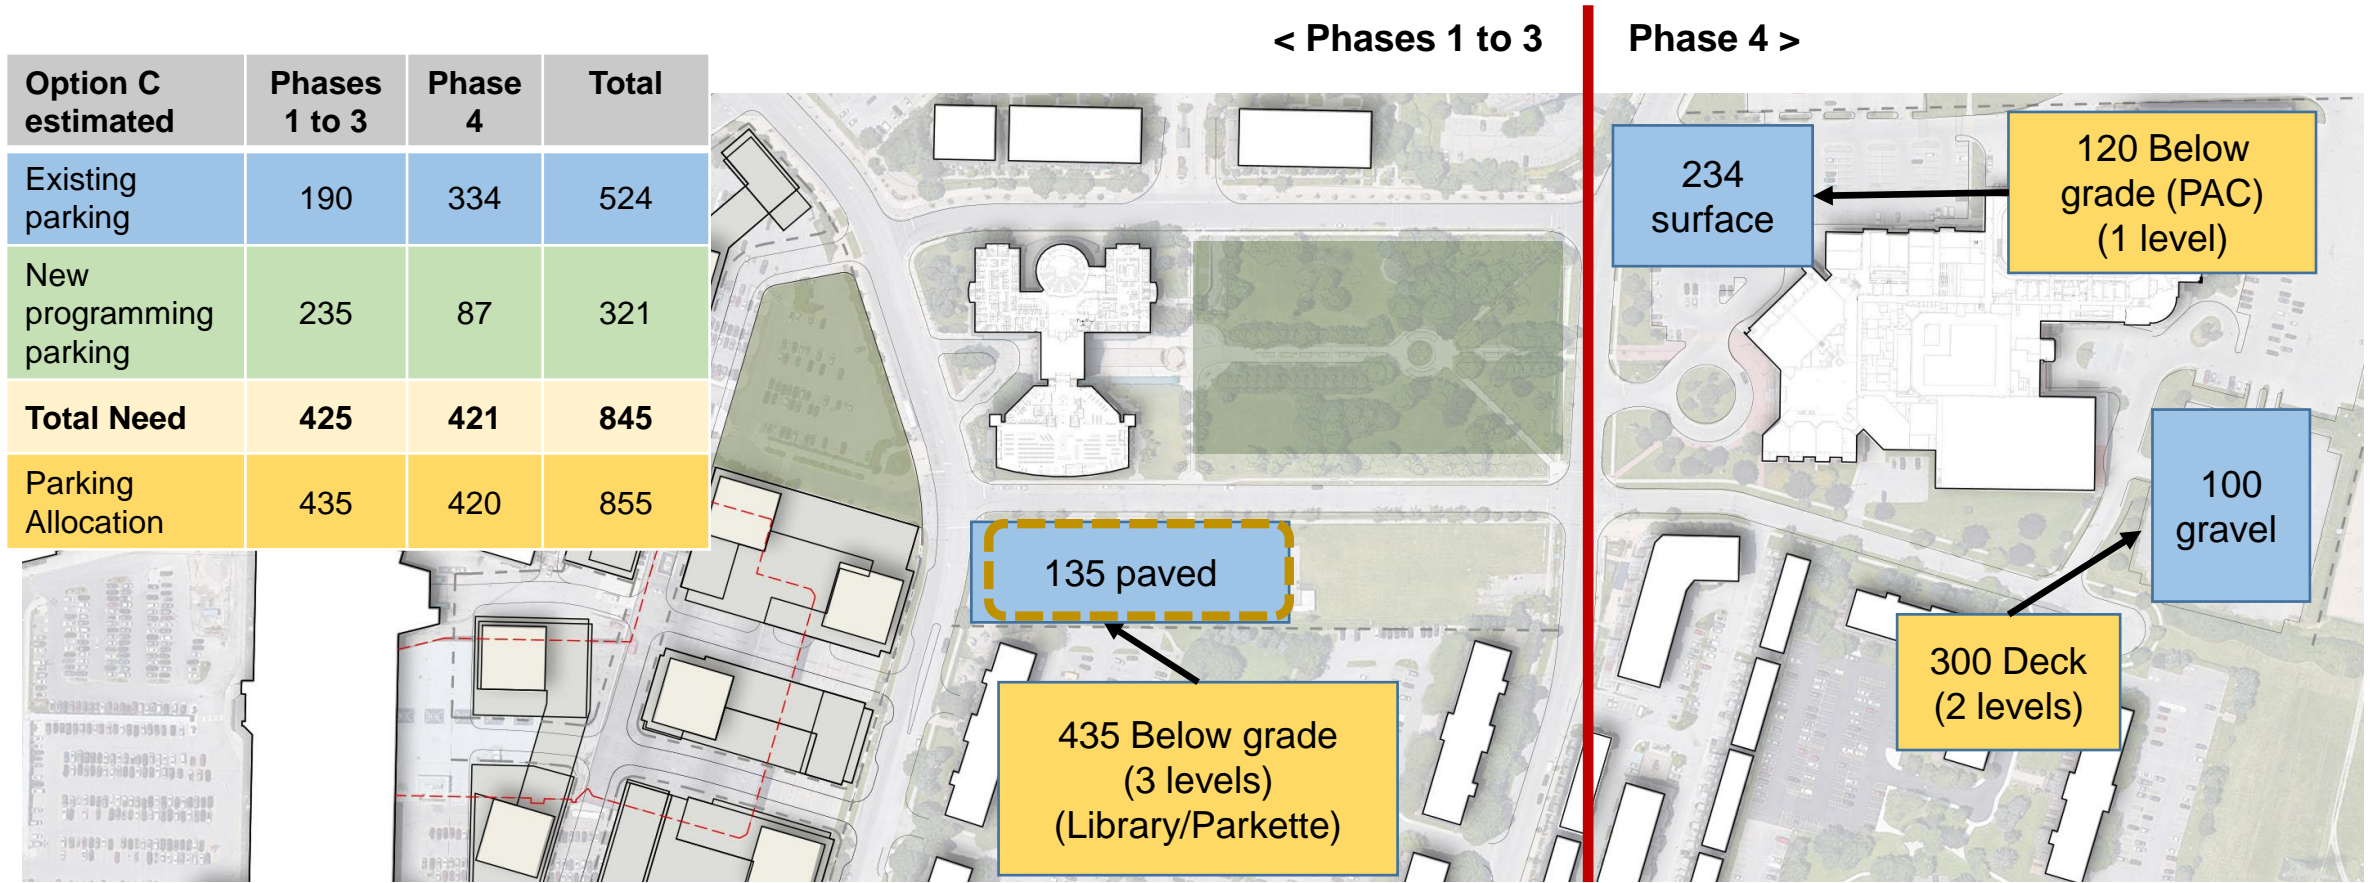 < Phases 1 to 3
Phase 4 >
Option C estimated | Phases 1 to 3 | Phase 4 | Total
Existing parking | 190 | 334 | 524
New programming parking | 235 | 87 | 321
Total Need | 425 | 421 | 845
Parking Allocation | 435 | 420 | 855
234
surface
120 Below
grade (PAC)
(1 level)
135 paved
100
gravel
435 Below grade
(3 levels)
(Library/Parkette)
300 Deck
(2 levels)